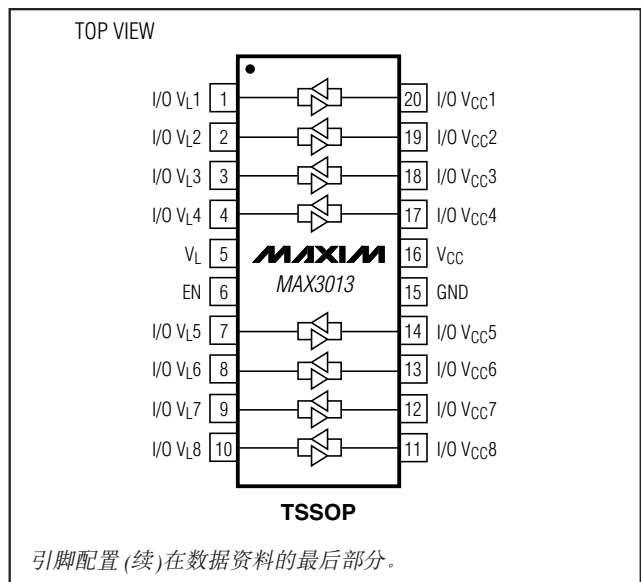 TOP VIEW
I/O VL1 1 20 I/O VCC1
I/O VL2 2 19 I/O VCC2
I/O VL3 3 18 I/O VCC3
I/O VL4 4 17 I/O VCC4
VL 5 MAXIM 16 VCC
EN 6 MAX3013 15 GND
I/O VL5 7 14 I/O VCC5
I/O VL6 8 13 I/O VCC6
I/O VL7 9 12 I/O VCC7
I/O VL8 10 11 I/O VCC8
TSSOP
引脚配置(续)在数据资料的最后部分。